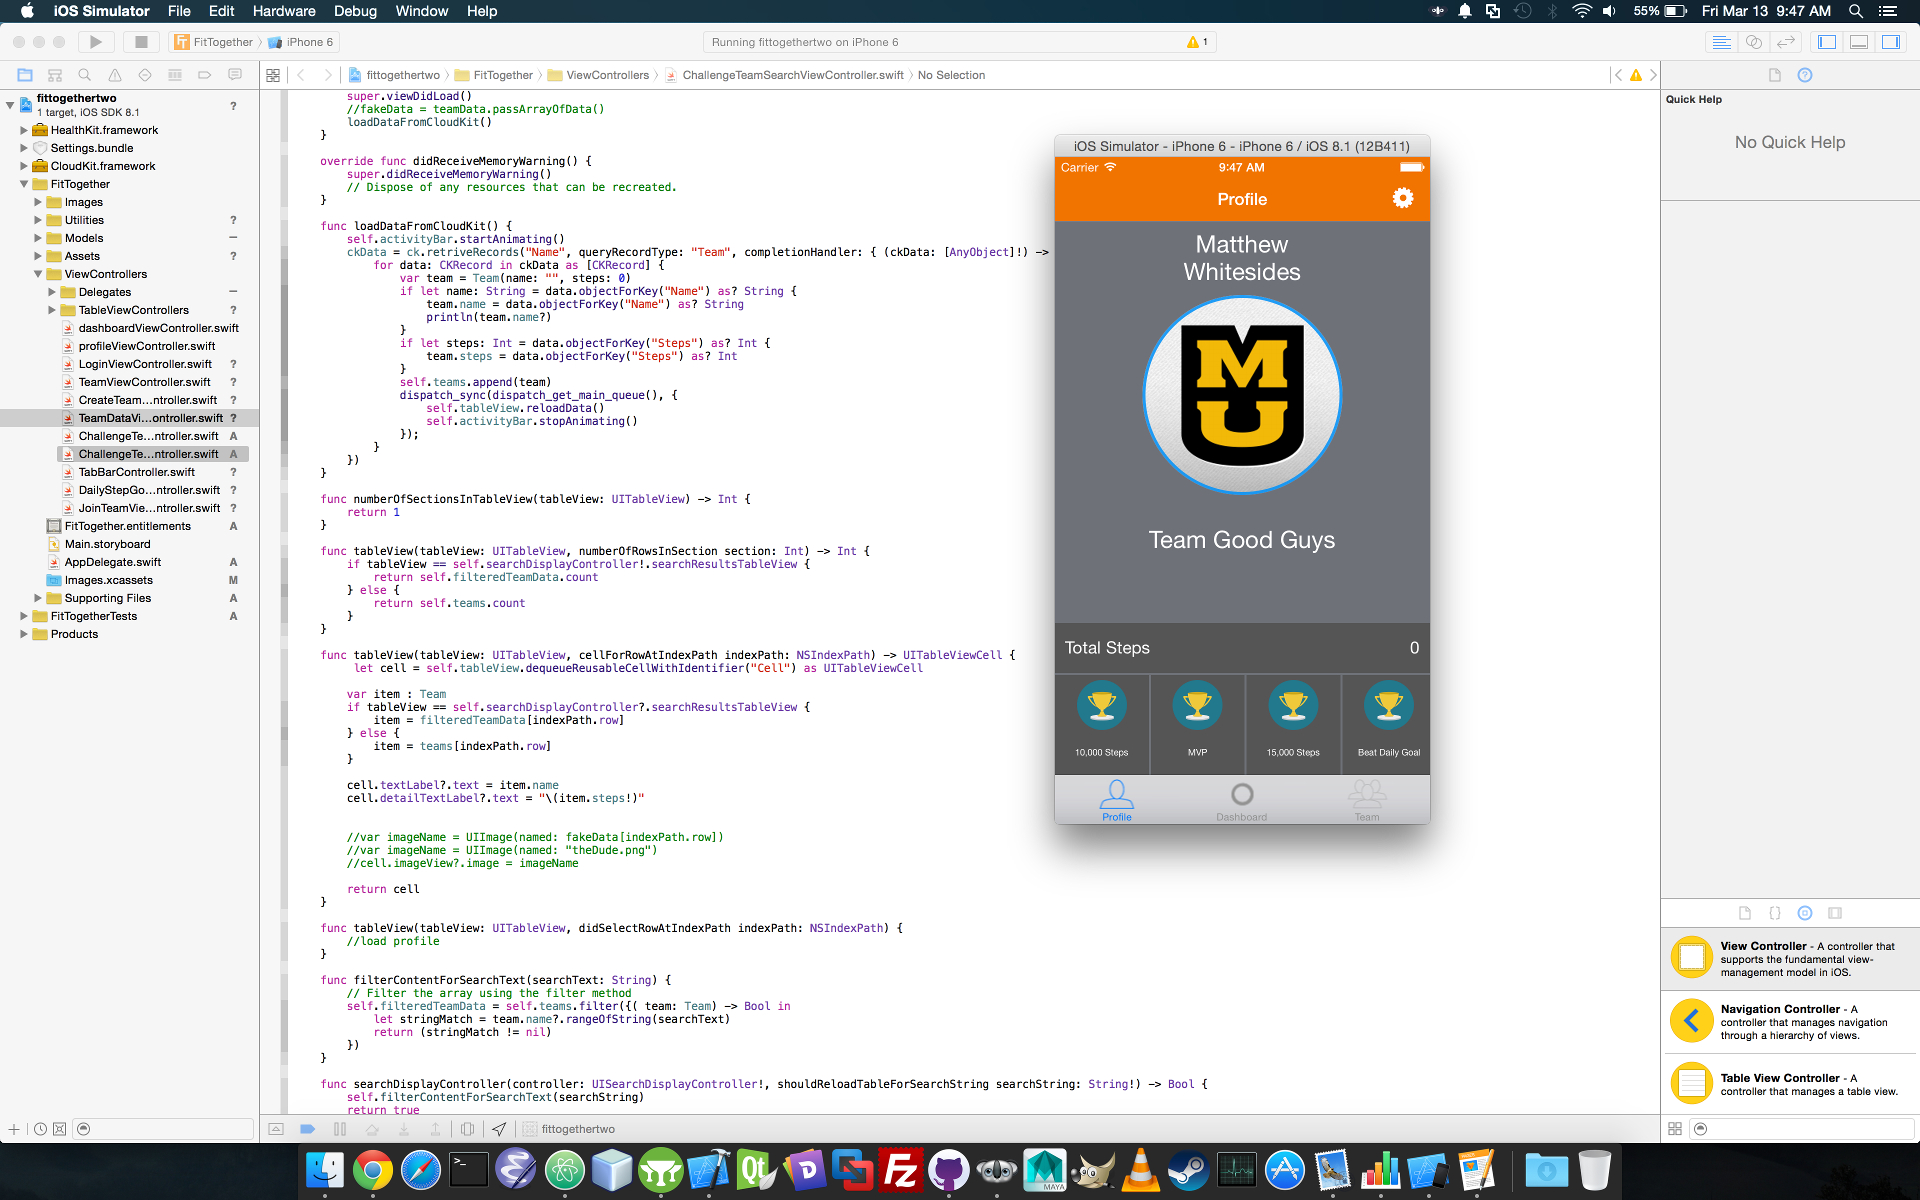 iOS Simulator File Edit Hardware Debug Window Help 55% Fri Mar 13 9:47 AM
FitTogether iPhone 6 Running fittogethertwo on iPhone 6 1
fittogethertwo FitTogether ViewControllers ChallengeTeamSearchViewController.swift No Selection
fittogethertwo ?
1 target, iOS SDK 8.1
HealthKit.framework
Settings.bundle
CloudKit.framework
FitTogether
Images
Utilities ?
Models –
Assets ?
ViewControllers
Delegates –
TableViewControllers ?
dashboardViewController.swift
profileViewController.swift
LoginViewController.swift ?
TeamViewController.swift ?
CreateTeam...ntroller.swift ?
TeamDataVi...ontroller.swift ?
ChallengeTe...ntroller.swift A
ChallengeTe...ntroller.swift A
TabBarController.swift ?
DailyStepGo...ntroller.swift ?
JoinTeamVie...ntroller.swift ?
FitTogether.entitlements A
Main.storyboard
AppDelegate.swift A
Images.xcassets M
Supporting Files A
FitTogetherTests A
Products
super.viewDidLoad()
//fakeData = teamData.passArrayOfData()
loadDataFromCloudKit()
}
override func didReceiveMemoryWarning() {
super.didReceiveMemoryWarning()
// Dispose of any resources that can be recreated.
}
func loadDataFromCloudKit() {
self.activityBar.startAnimating()
ckData = ck.retriveRecords("Name", queryRecordType: "Team", completionHandler: { (ckData: [AnyObject]!) ->
for data: CKRecord in ckData as [CKRecord] {
var team = Team(name: "", steps: 0)
if let name: String = data.objectForKey("Name") as? String {
team.name = data.objectForKey("Name") as? String
println(team.name?)
}
if let steps: Int = data.objectForKey("Steps") as? Int {
team.steps = data.objectForKey("Steps") as? Int
}
self.teams.append(team)
dispatch_sync(dispatch_get_main_queue(), {
self.tableView.reloadData()
self.activityBar.stopAnimating()
});
}
})
}
func numberOfSectionsInTableView(tableView: UITableView) -> Int {
return 1
}
func tableView(tableView: UITableView, numberOfRowsInSection section: Int) -> Int {
if tableView == self.searchDisplayController!.searchResultsTableView {
return self.filteredTeamData.count
} else {
return self.teams.count
}
}
func tableView(tableView: UITableView, cellForRowAtIndexPath indexPath: NSIndexPath) -> UITableViewCell {
let cell = self.tableView.dequeueReusableCellWithIdentifier("Cell") as UITableViewCell
var item : Team
if tableView == self.searchDisplayController?.searchResultsTableView {
item = filteredTeamData[indexPath.row]
} else {
item = teams[indexPath.row]
}
cell.textLabel?.text = item.name
cell.detailTextLabel?.text = "\(item.steps!)"
//var imageName = UIImage(named: fakeData[indexPath.row])
//var imageName = UIImage(named: "theDude.png")
//cell.imageView?.image = imageName
return cell
}
func tableView(tableView: UITableView, didSelectRowAtIndexPath indexPath: NSIndexPath) {
//load profile
}
func filterContentForSearchText(searchText: String) {
// Filter the array using the filter method
self.filteredTeamData = self.teams.filter({( team: Team) -> Bool in
let stringMatch = team.name?.rangeOfString(searchText)
return (stringMatch != nil)
})
}
func searchDisplayController(controller: UISearchDisplayController!, shouldReloadTableForSearchString searchString: String!) -> Bool {
self.filterContentForSearchText(searchString)
return true
fittogethertwo
iOS Simulator - iPhone 6 - iPhone 6 / iOS 8.1 (12B411)
Carrier 9:47 AM
Profile
Matthew
Whitesides
M
U
Team Good Guys
Total Steps 0
10,000 Steps MVP 15,000 Steps Beat Daily Goal
Profile Dashboard Team
Quick Help
No Quick Help
View Controller - A controller that
supports the fundamental view-
management model in iOS.
Navigation Controller - A
controller that manages navigation
through a hierarchy of views.
Table View Controller - A
controller that manages a table view.
Qt D Fz MAYA